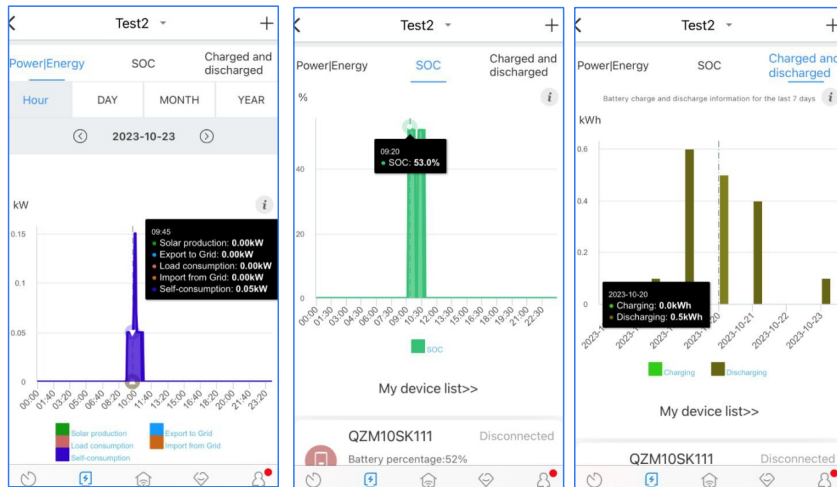 Test2
Power|Energy
SOC
Charged and discharged
Hour
DAY
MONTH
YEAR
2023-10-23
kW
0.15
0.1
0.05
0
09:45
Solar production: 0.00kW
Export to Grid: 0.00kW
Load consumption: 0.00kW
Import from Grid: 0.00kW
Self-consumption: 0.05kW
00:00 01:40 03:20 05:00 06:40 08:20 10:00 11:40 13:20 15:00 16:40 18:20 20:00 21:40 23:20
Solar production
Export to Grid
Load consumption
Import from Grid
Self-consumption
Test2
Power|Energy
SOC
Charged and discharged
%
40
20
0
09:20
SOC: 53.0%
00:00 01:30 03:00 04:30 06:00 07:30 09:00 10:30 12:00 13:30 15:00 16:30 18:00 19:30 21:00 22:30
SOC
My device list>>
QZM10SK111
Disconnected
Battery percentage:52%
Test2
Power|Energy
SOC
Charged and discharged
Battery charge and discharge information for the last 7 days
kWh
0.6
0.4
0.2
0
2023-10-20
Charging: 0.0kWh
Discharging: 0.5kWh
2023-10-21
2023-10-22
2023-10-23
Charging
Discharging
My device list>>
QZM10SK111
Disconnected